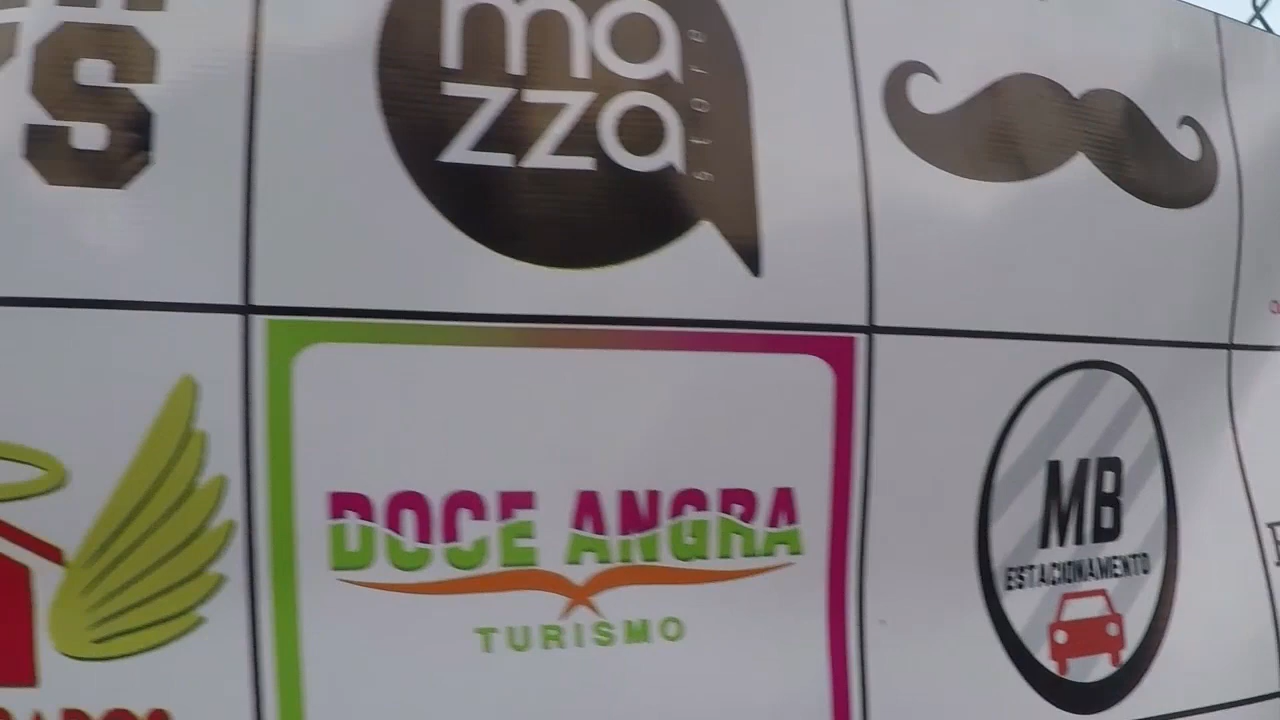 S
ma
zza
store
DOCE ANGRA
TURISMO
MB
ESTACIONAMENTO